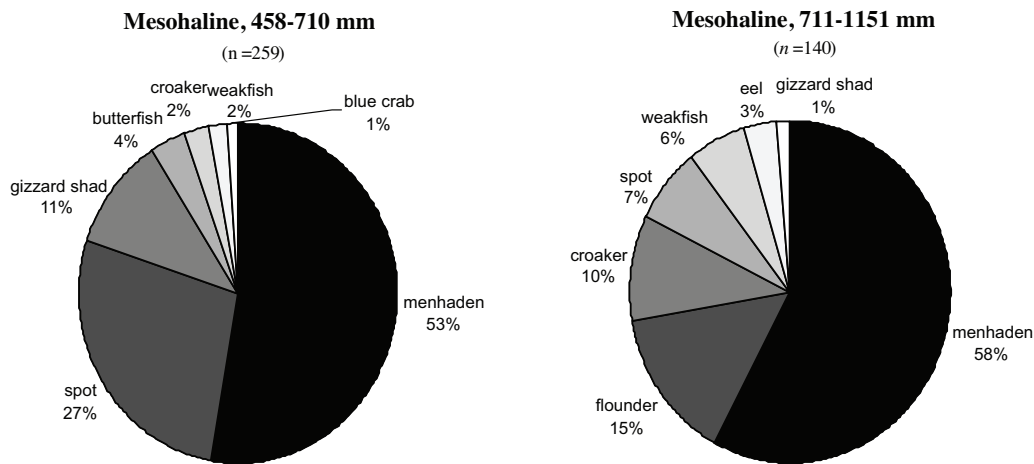 Mesohaline, 458-710 mm
(n =259)
croaker
2%
weakfish
2%
blue crab
1%
butterfish
4%
gizzard shad
11%
menhaden
53%
spot
27%
Mesohaline, 711-1151 mm
(n =140)
eel
3%
gizzard shad
1%
weakfish
6%
spot
7%
croaker
10%
menhaden
58%
flounder
15%